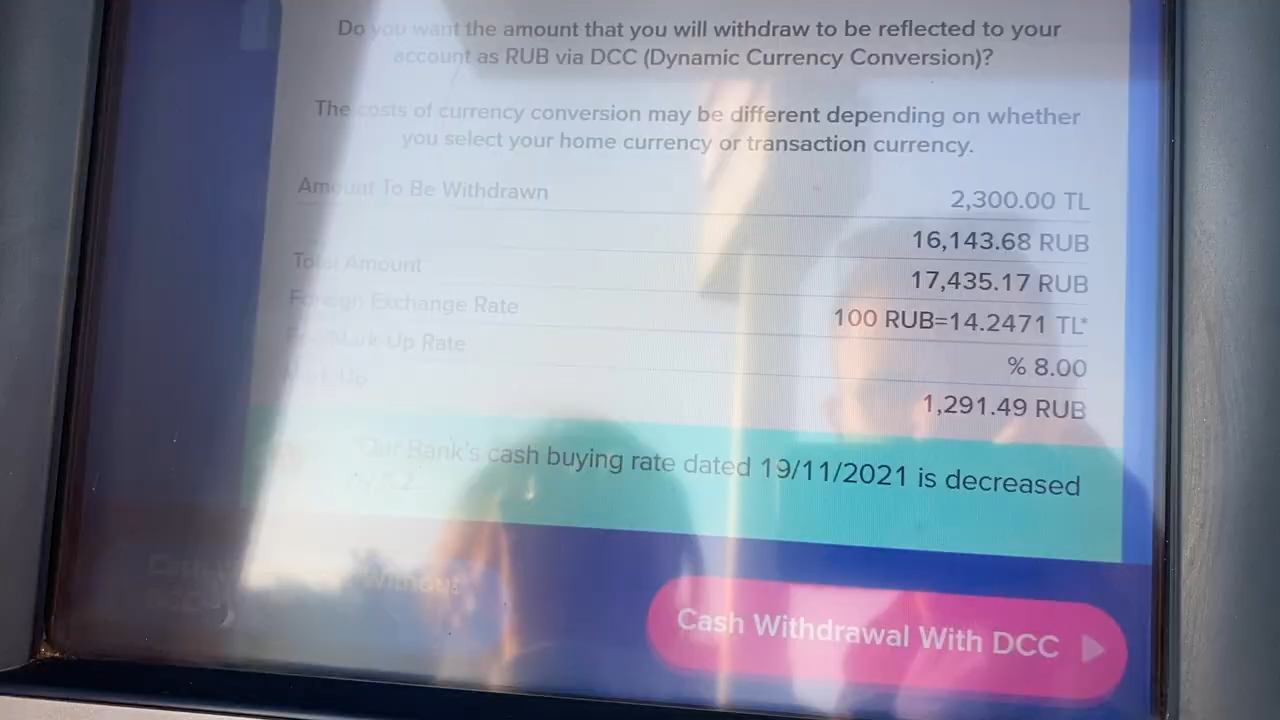 Do you want the amount that you will withdraw to be reflected to your
account as RUB via DCC (Dynamic Currency Conversion)?
The costs of currency conversion may be different depending on whether
you select your home currency or transaction currency.
Amount To Be Withdrawn 2,300.00 TL
16,143.68 RUB
Total Amount 17,435.17 RUB
Foreign Exchange Rate 100 RUB=14.2471 TL*
Mark Up Rate % 8.00
1,291.49 RUB
*Our Bank's cash buying rate dated 19/11/2021 is decreased
Without
Cash Withdrawal With DCC